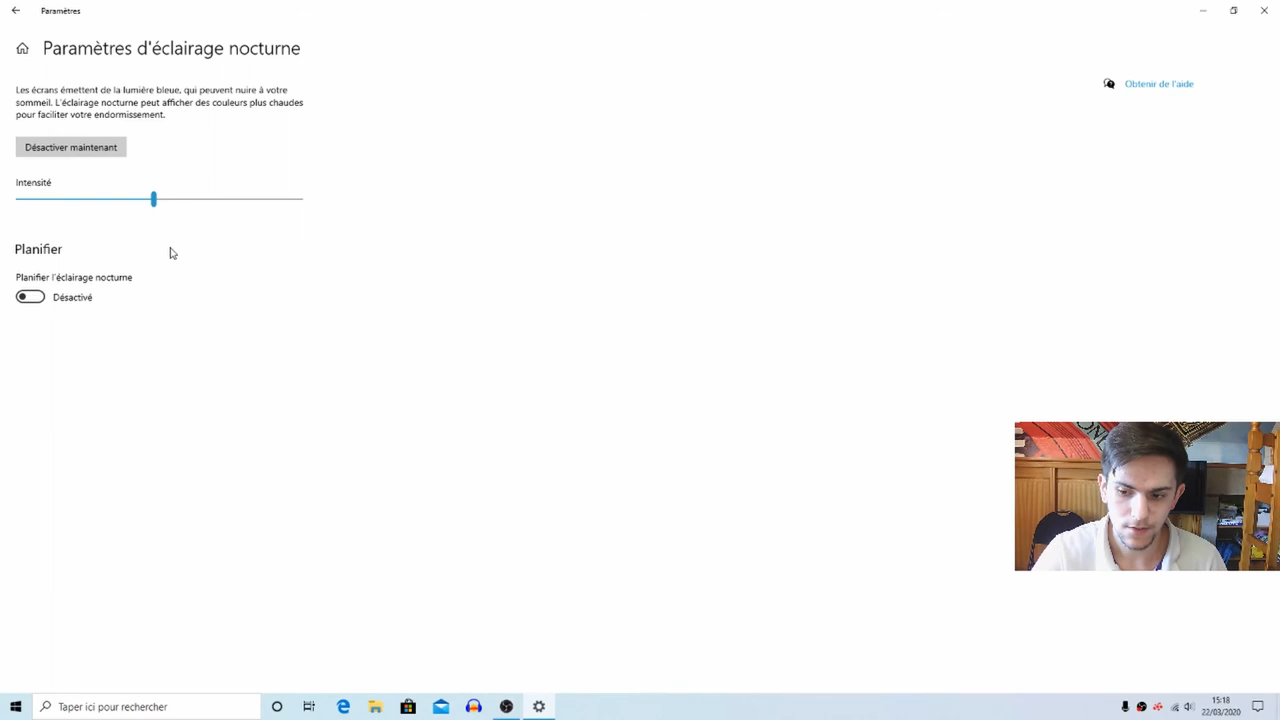 Paramètres
Paramètres d'éclairage nocturne
Les écrans émettent de la lumière bleue, qui peuvent nuire à votre
sommeil. L'éclairage nocturne peut afficher des couleurs plus chaudes
pour faciliter votre endormissement.
Obtenir de l'aide
Désactiver maintenant
Intensité
Planifier
Planifier l'éclairage nocturne
Désactivé
Taper ici pour rechercher
15:18
22/03/2020